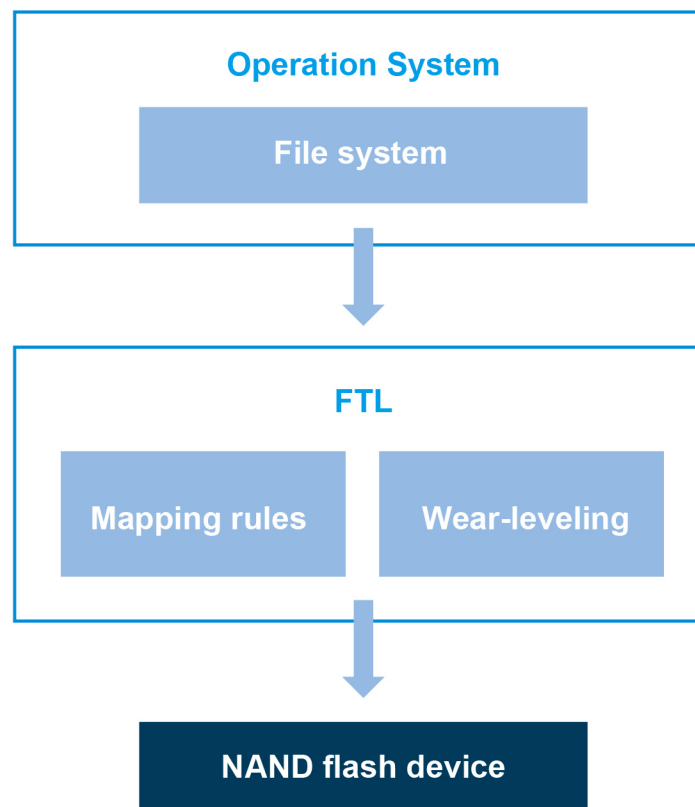 Operation System
File system
FTL
Mapping rules
Wear-leveling
NAND flash device